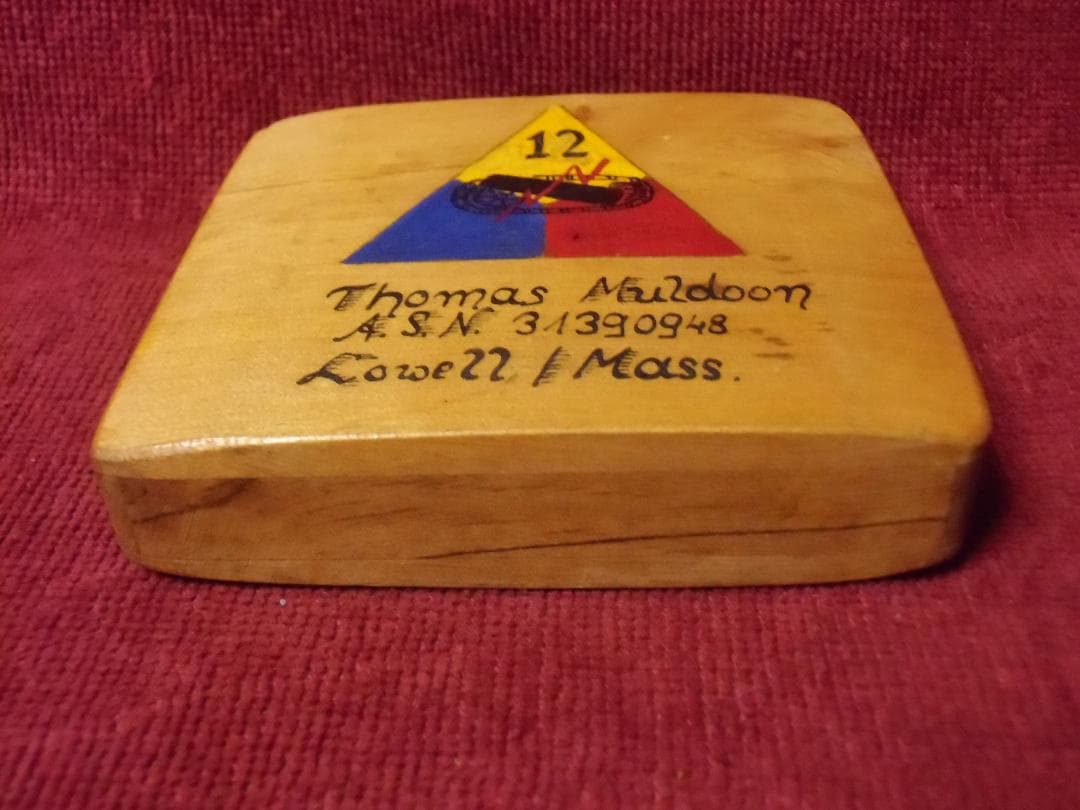 12
Thomas Muldoon
A.S.N. 31390948
Lowell / Mass.